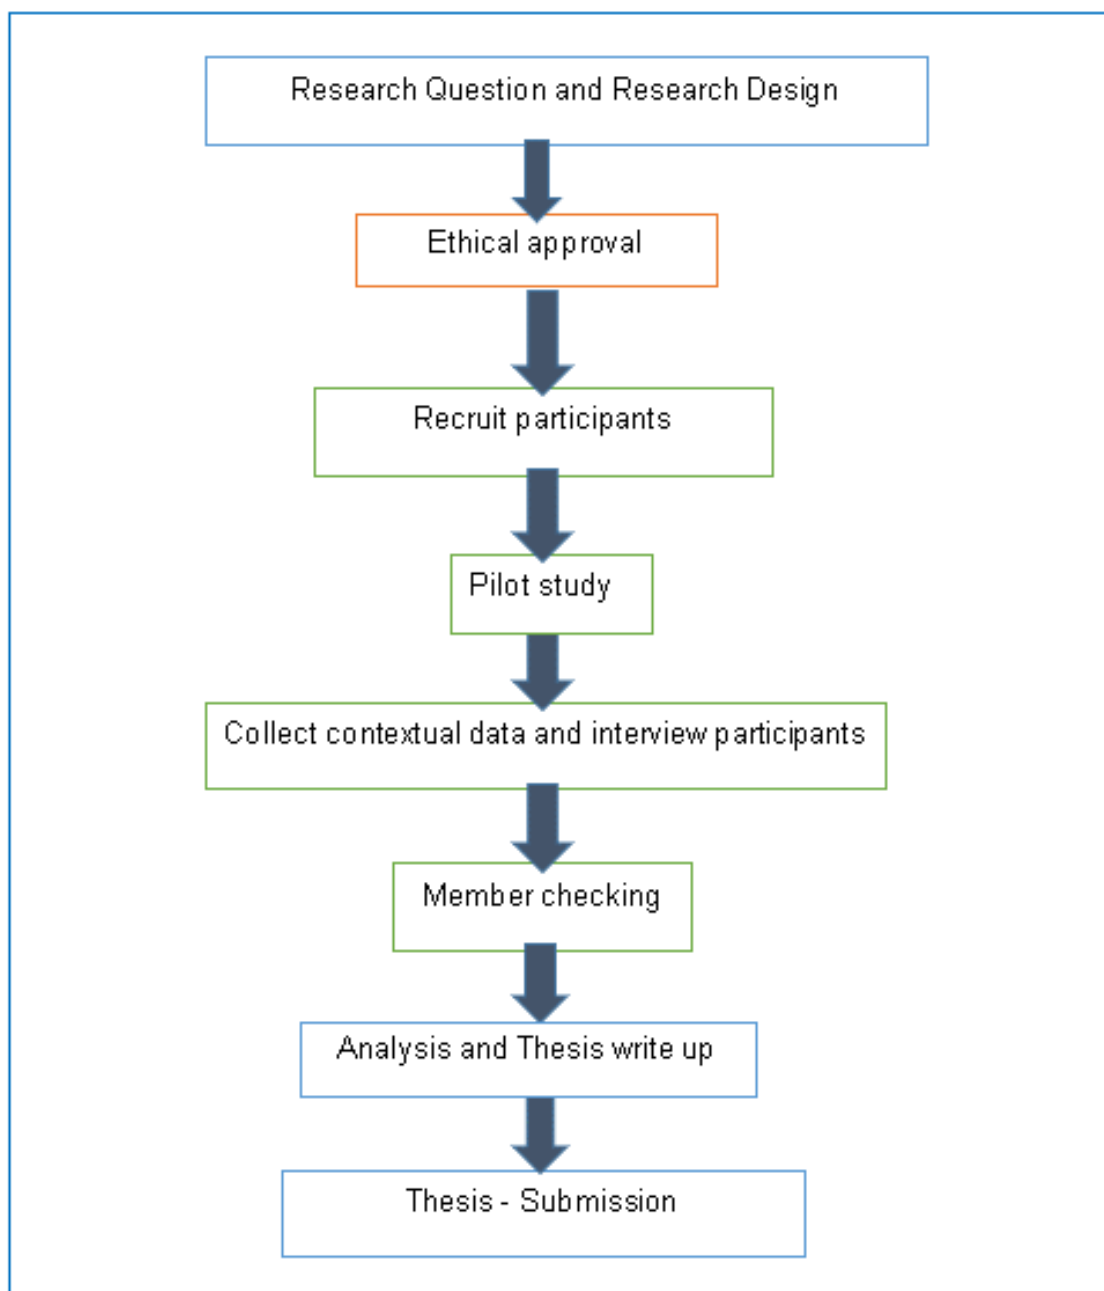 Research Question and Research Design
Ethical approval
Recruit participants
Pilot study
Collect contextual data and interview participants
Member checking
Analysis and Thesis write up
Thesis - Submission